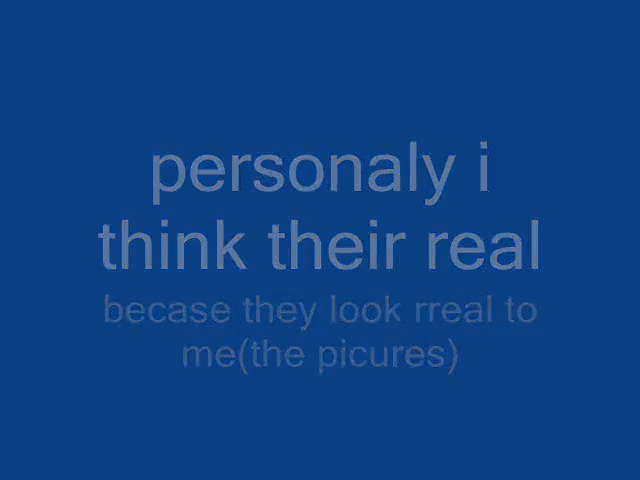 personaly i
think their real
becase they look rreal to
me(the picures)